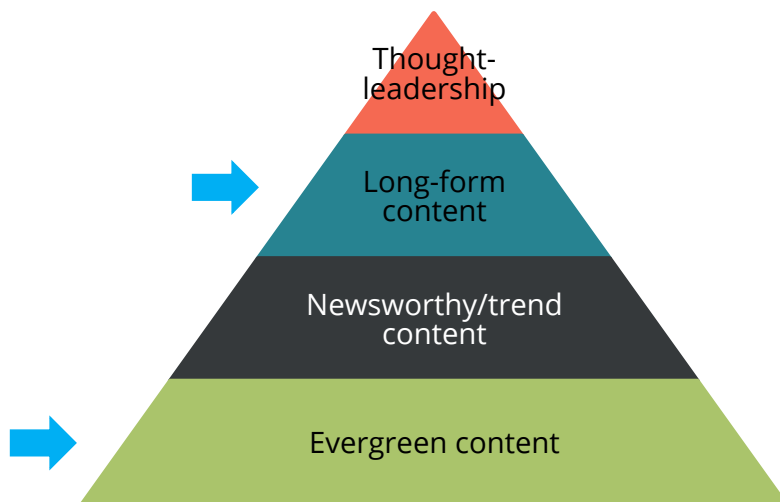 Thought-
leadership
Long-form
content
Newsworthy/trend
content
Evergreen content